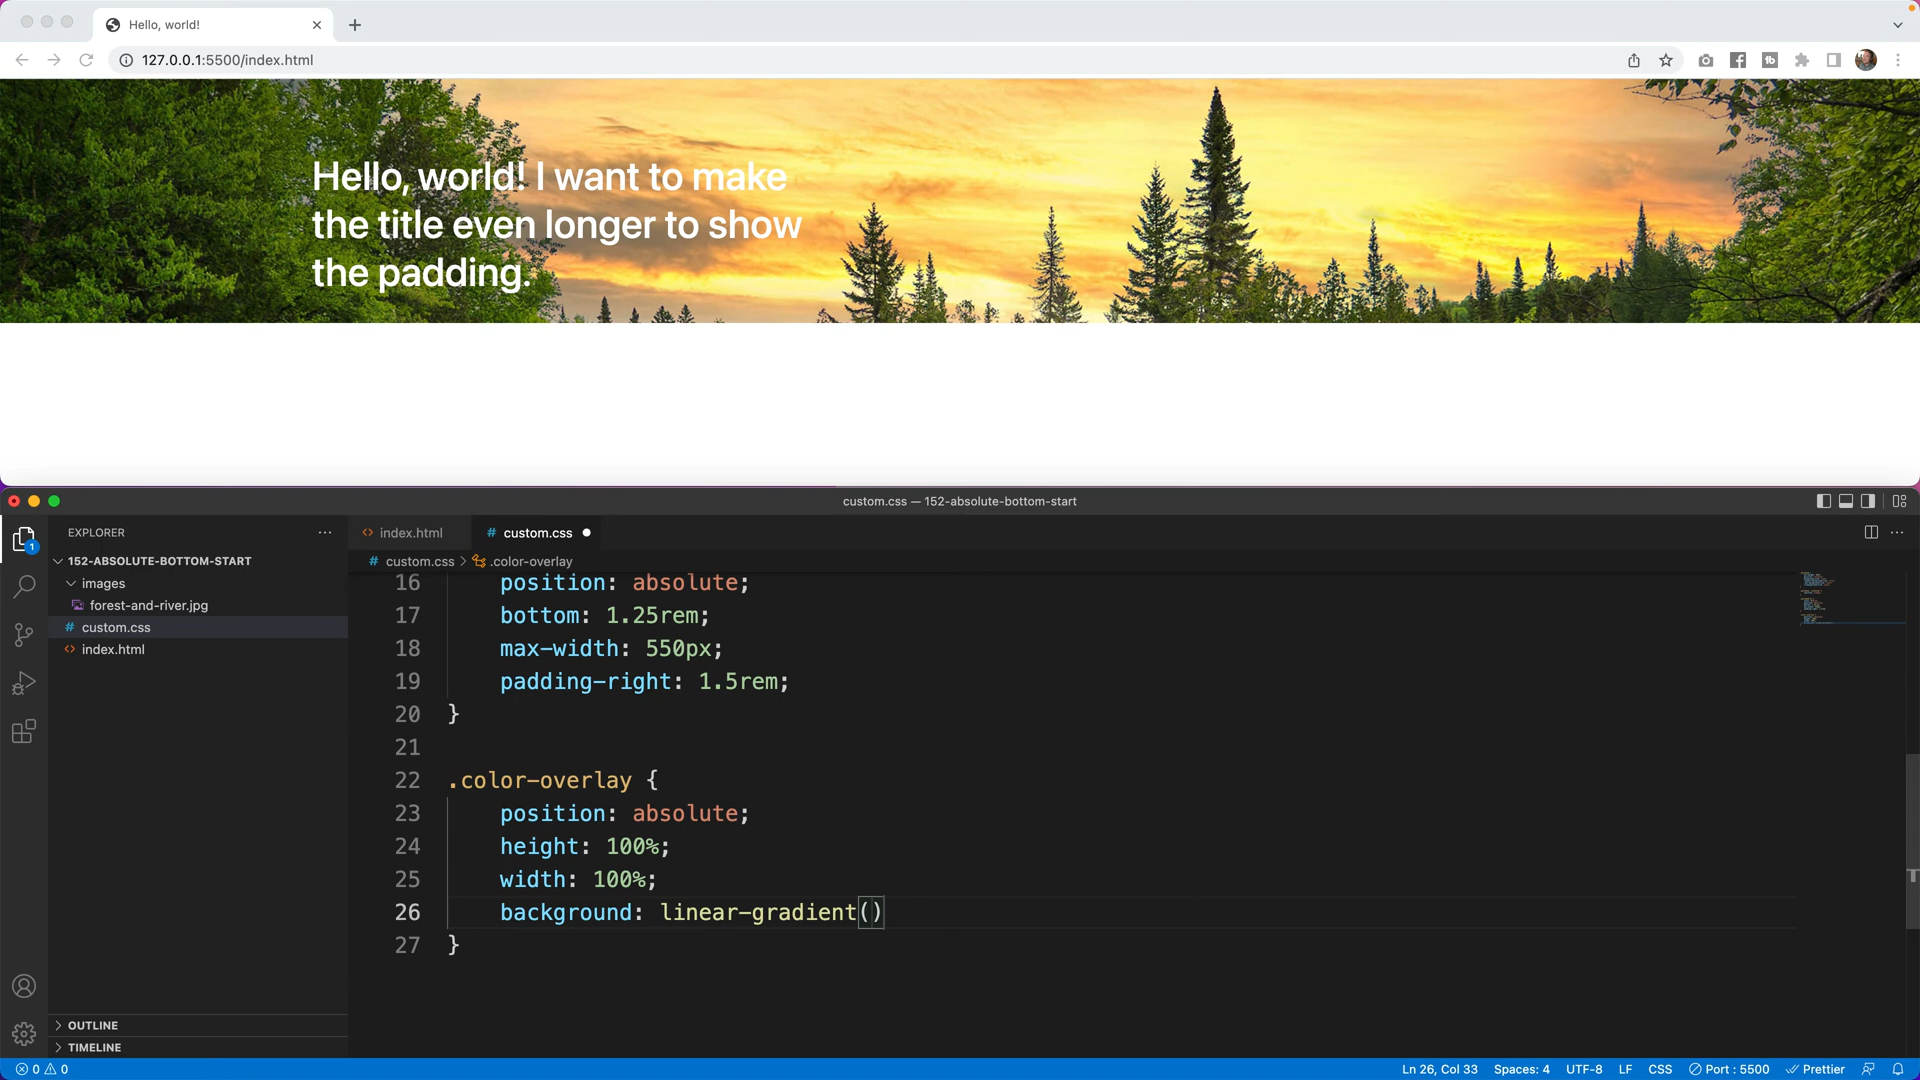 Hello, world!
127.0.0.1:5500/index.html
Hello, world! I want to make
the title even longer to show
the padding.
custom.css — 152-absolute-bottom-start
EXPLORER
index.html
# custom.css
152-ABSOLUTE-BOTTOM-START
# custom.css > .color-overlay
images
forest-and-river.jpg
# custom.css
index.html
1
16 position: absolute;
17 bottom: 1.25rem;
18 max-width: 550px;
19 padding-right: 1.5rem;
20 }
21
22 .color-overlay {
23 position: absolute;
24 height: 100%;
25 width: 100%;
26 background: linear-gradient()
27 }
OUTLINE
TIMELINE
0 0 Ln 26, Col 33 Spaces: 4 UTF-8 LF CSS Port : 5500 Prettier